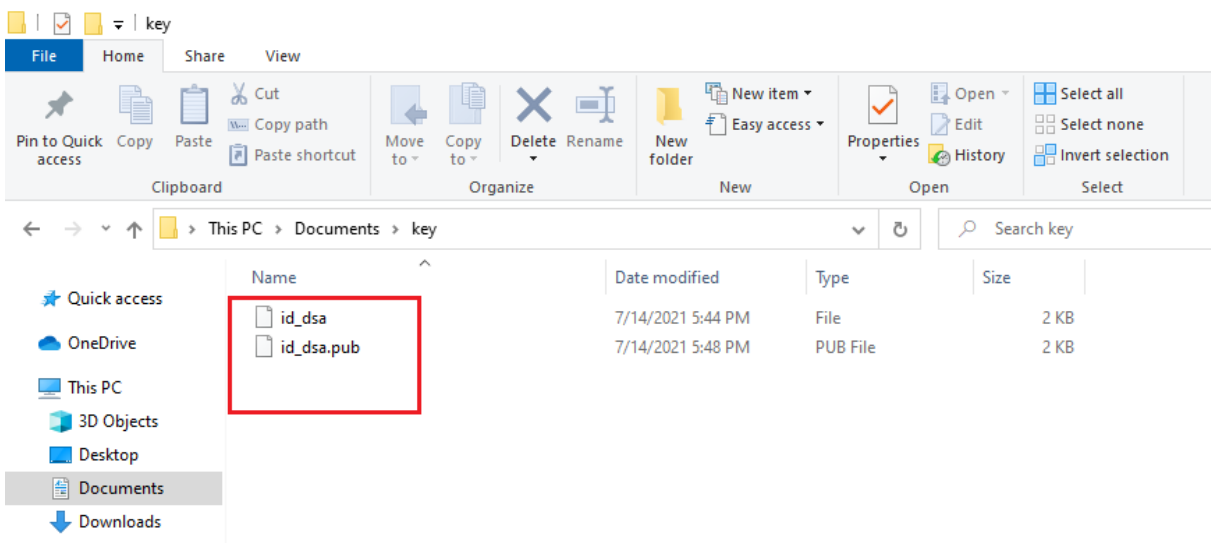 key
File Home Share View
Pin to Quick access
Copy
Paste
Cut
Copy path
Paste shortcut
Clipboard
Move to
Copy to
Delete
Rename
Organize
New folder
New item
Easy access
New
Properties
Open
Edit
History
Open
Select all
Select none
Invert selection
Select
This PC Documents key
Search key
Name Date modified Type Size
id_dsa 7/14/2021 5:44 PM File 2 KB
id_dsa.pub 7/14/2021 5:48 PM PUB File 2 KB
Quick access
OneDrive
This PC
3D Objects
Desktop
Documents
Downloads